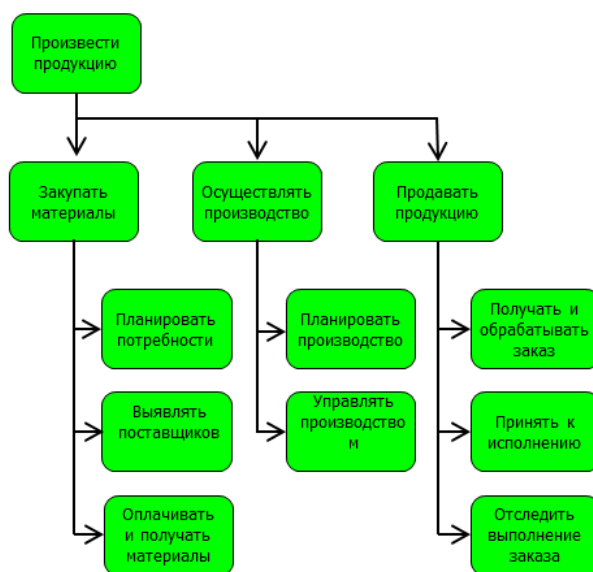 Произвести
продукцию
Закупать
материалы
Осуществлять
производство
Продавать
продукцию
Планировать
потребности
Планировать
производство
Получать и
обрабатывать
заказ
Выявлять
поставщиков
Управлять
производство
м
Принять к
исполнению
Оплачивать
и получать
материалы
Отследить
выполнение
заказа